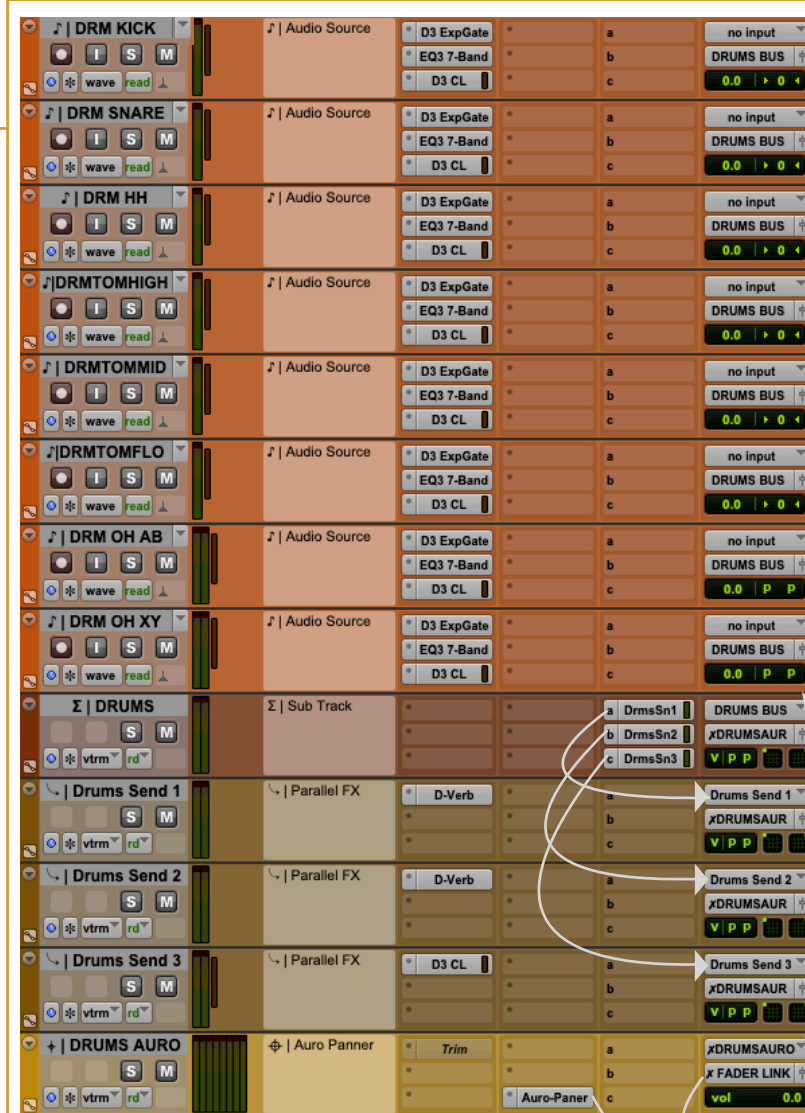 ♪ | DRM KICK ♪ | Audio Source D3 ExpGate a no input
I S M EQ3 7-Band b DRUMS BUS
wave read D3 CL c 0.0 0
♪ | DRM SNARE ♪ | Audio Source D3 ExpGate a no input
I S M EQ3 7-Band b DRUMS BUS
wave read D3 CL c 0.0 0
♪ | DRM HH ♪ | Audio Source D3 ExpGate a no input
I S M EQ3 7-Band b DRUMS BUS
wave read D3 CL c 0.0 0
♪|DRMTOMHIGH ♪ | Audio Source D3 ExpGate a no input
I S M EQ3 7-Band b DRUMS BUS
wave read D3 CL c 0.0 0
♪ | DRMTOMMID ♪ | Audio Source D3 ExpGate a no input
I S M EQ3 7-Band b DRUMS BUS
wave read D3 CL c 0.0 0
♪|DRMTOMFLO ♪ | Audio Source D3 ExpGate a no input
I S M EQ3 7-Band b DRUMS BUS
wave read D3 CL c 0.0 0
♪ | DRM OH AB ♪ | Audio Source D3 ExpGate a no input
I S M EQ3 7-Band b DRUMS BUS
wave read D3 CL c 0.0 P P
♪ | DRM OH XY ♪ | Audio Source D3 ExpGate a no input
I S M EQ3 7-Band b DRUMS BUS
wave read D3 CL c 0.0 P P
Σ | DRUMS Σ | Sub Track a DrmsSn1 DRUMS BUS
S M b DrmsSn2 ✗DRUMSAUR
vtrm rd c DrmsSn3 V P P
| Drums Send 1 | Parallel FX D-Verb a Drums Send 1
S M b ✗DRUMSAUR
vtrm rd c V P P
| Drums Send 2 | Parallel FX D-Verb a Drums Send 2
S M b ✗DRUMSAUR
vtrm rd c V P P
| Drums Send 3 | Parallel FX D3 CL a Drums Send 3
S M b ✗DRUMSAUR
vtrm rd c V P P
| DRUMS AURO | Auro Panner Trim a ✗DRUMSAURO
S M b ✗ FADER LINK
vtrm rd Auro-Paner c vol 0.0